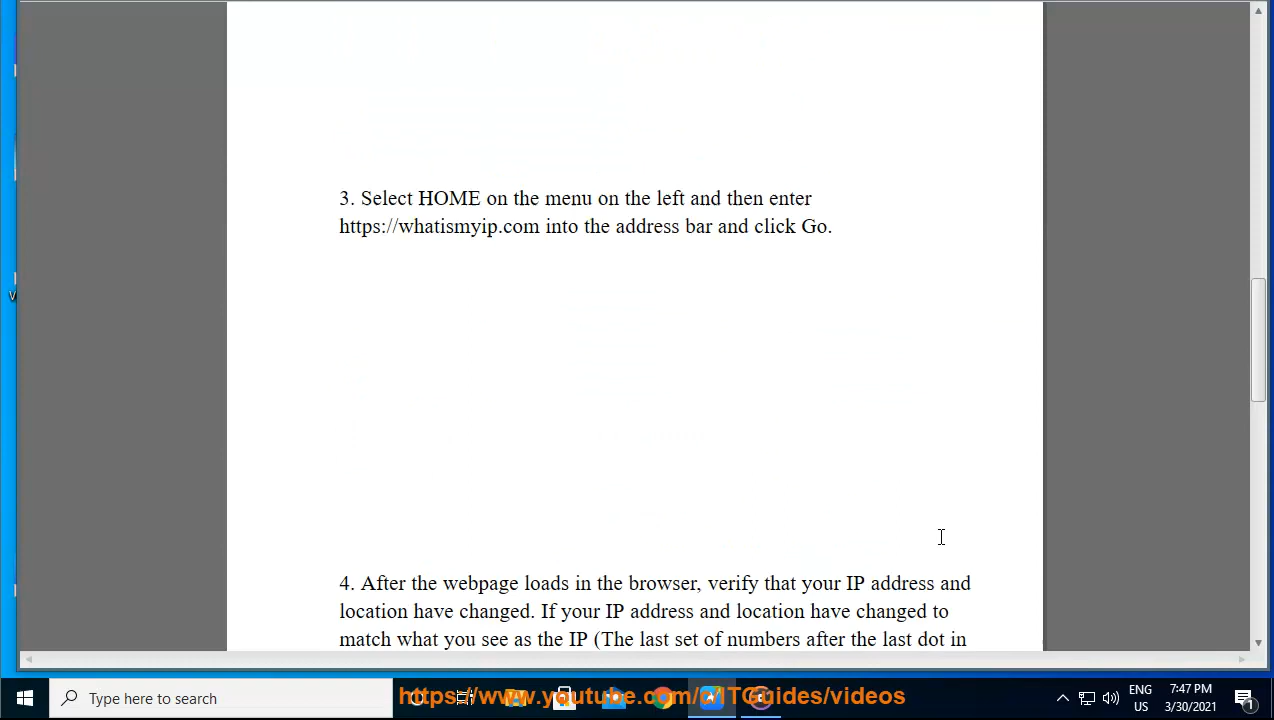 3. Select HOME on the menu on the left and then enter
https://whatismyip.com into the address bar and click Go.
4. After the webpage loads in the browser, verify that your IP address and
location have changed. If your IP address and location have changed to
match what you see as the IP (The last set of numbers after the last dot in
Type here to search
https://www.youtube.com/c/ITGuides/videos
ENG
US
7:47 PM
3/30/2021
1